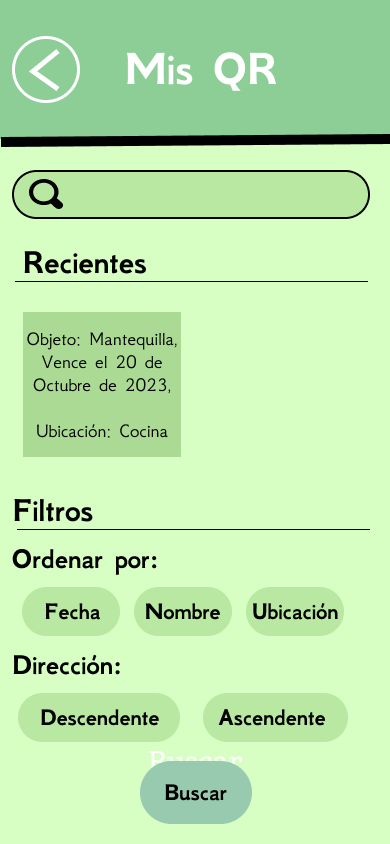 Mis QR
Recientes
Objeto: Mantequilla,
Vence el 20 de
Octubre de 2023,
Ubicación: Cocina
Filtros
Ordenar por:
Fecha Nombre Ubicación
Dirección:
Descendente Ascendente
Buscar
Buscar